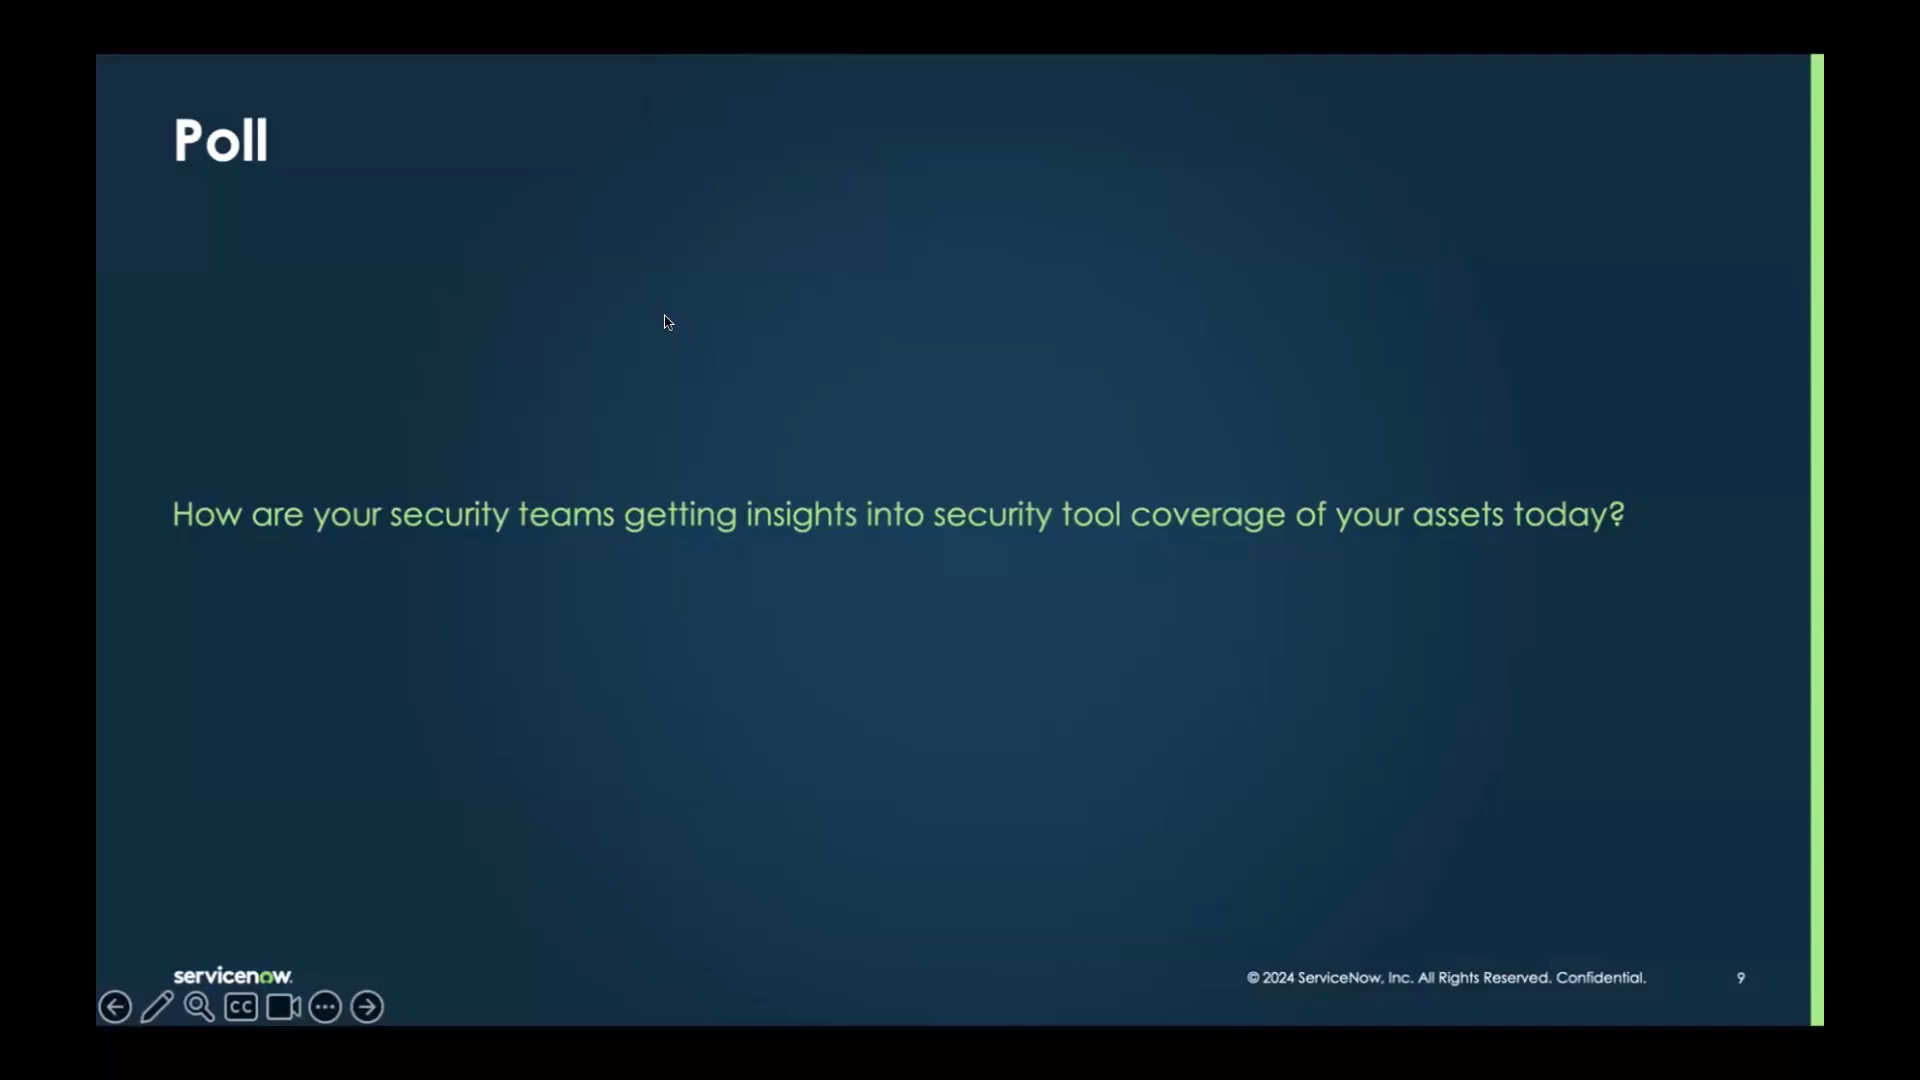 Poll
How are your security teams getting insights into security tool coverage of your assets today?
servicenow.
© 2024 ServiceNow, Inc. All Rights Reserved. Confidential. 9
CC